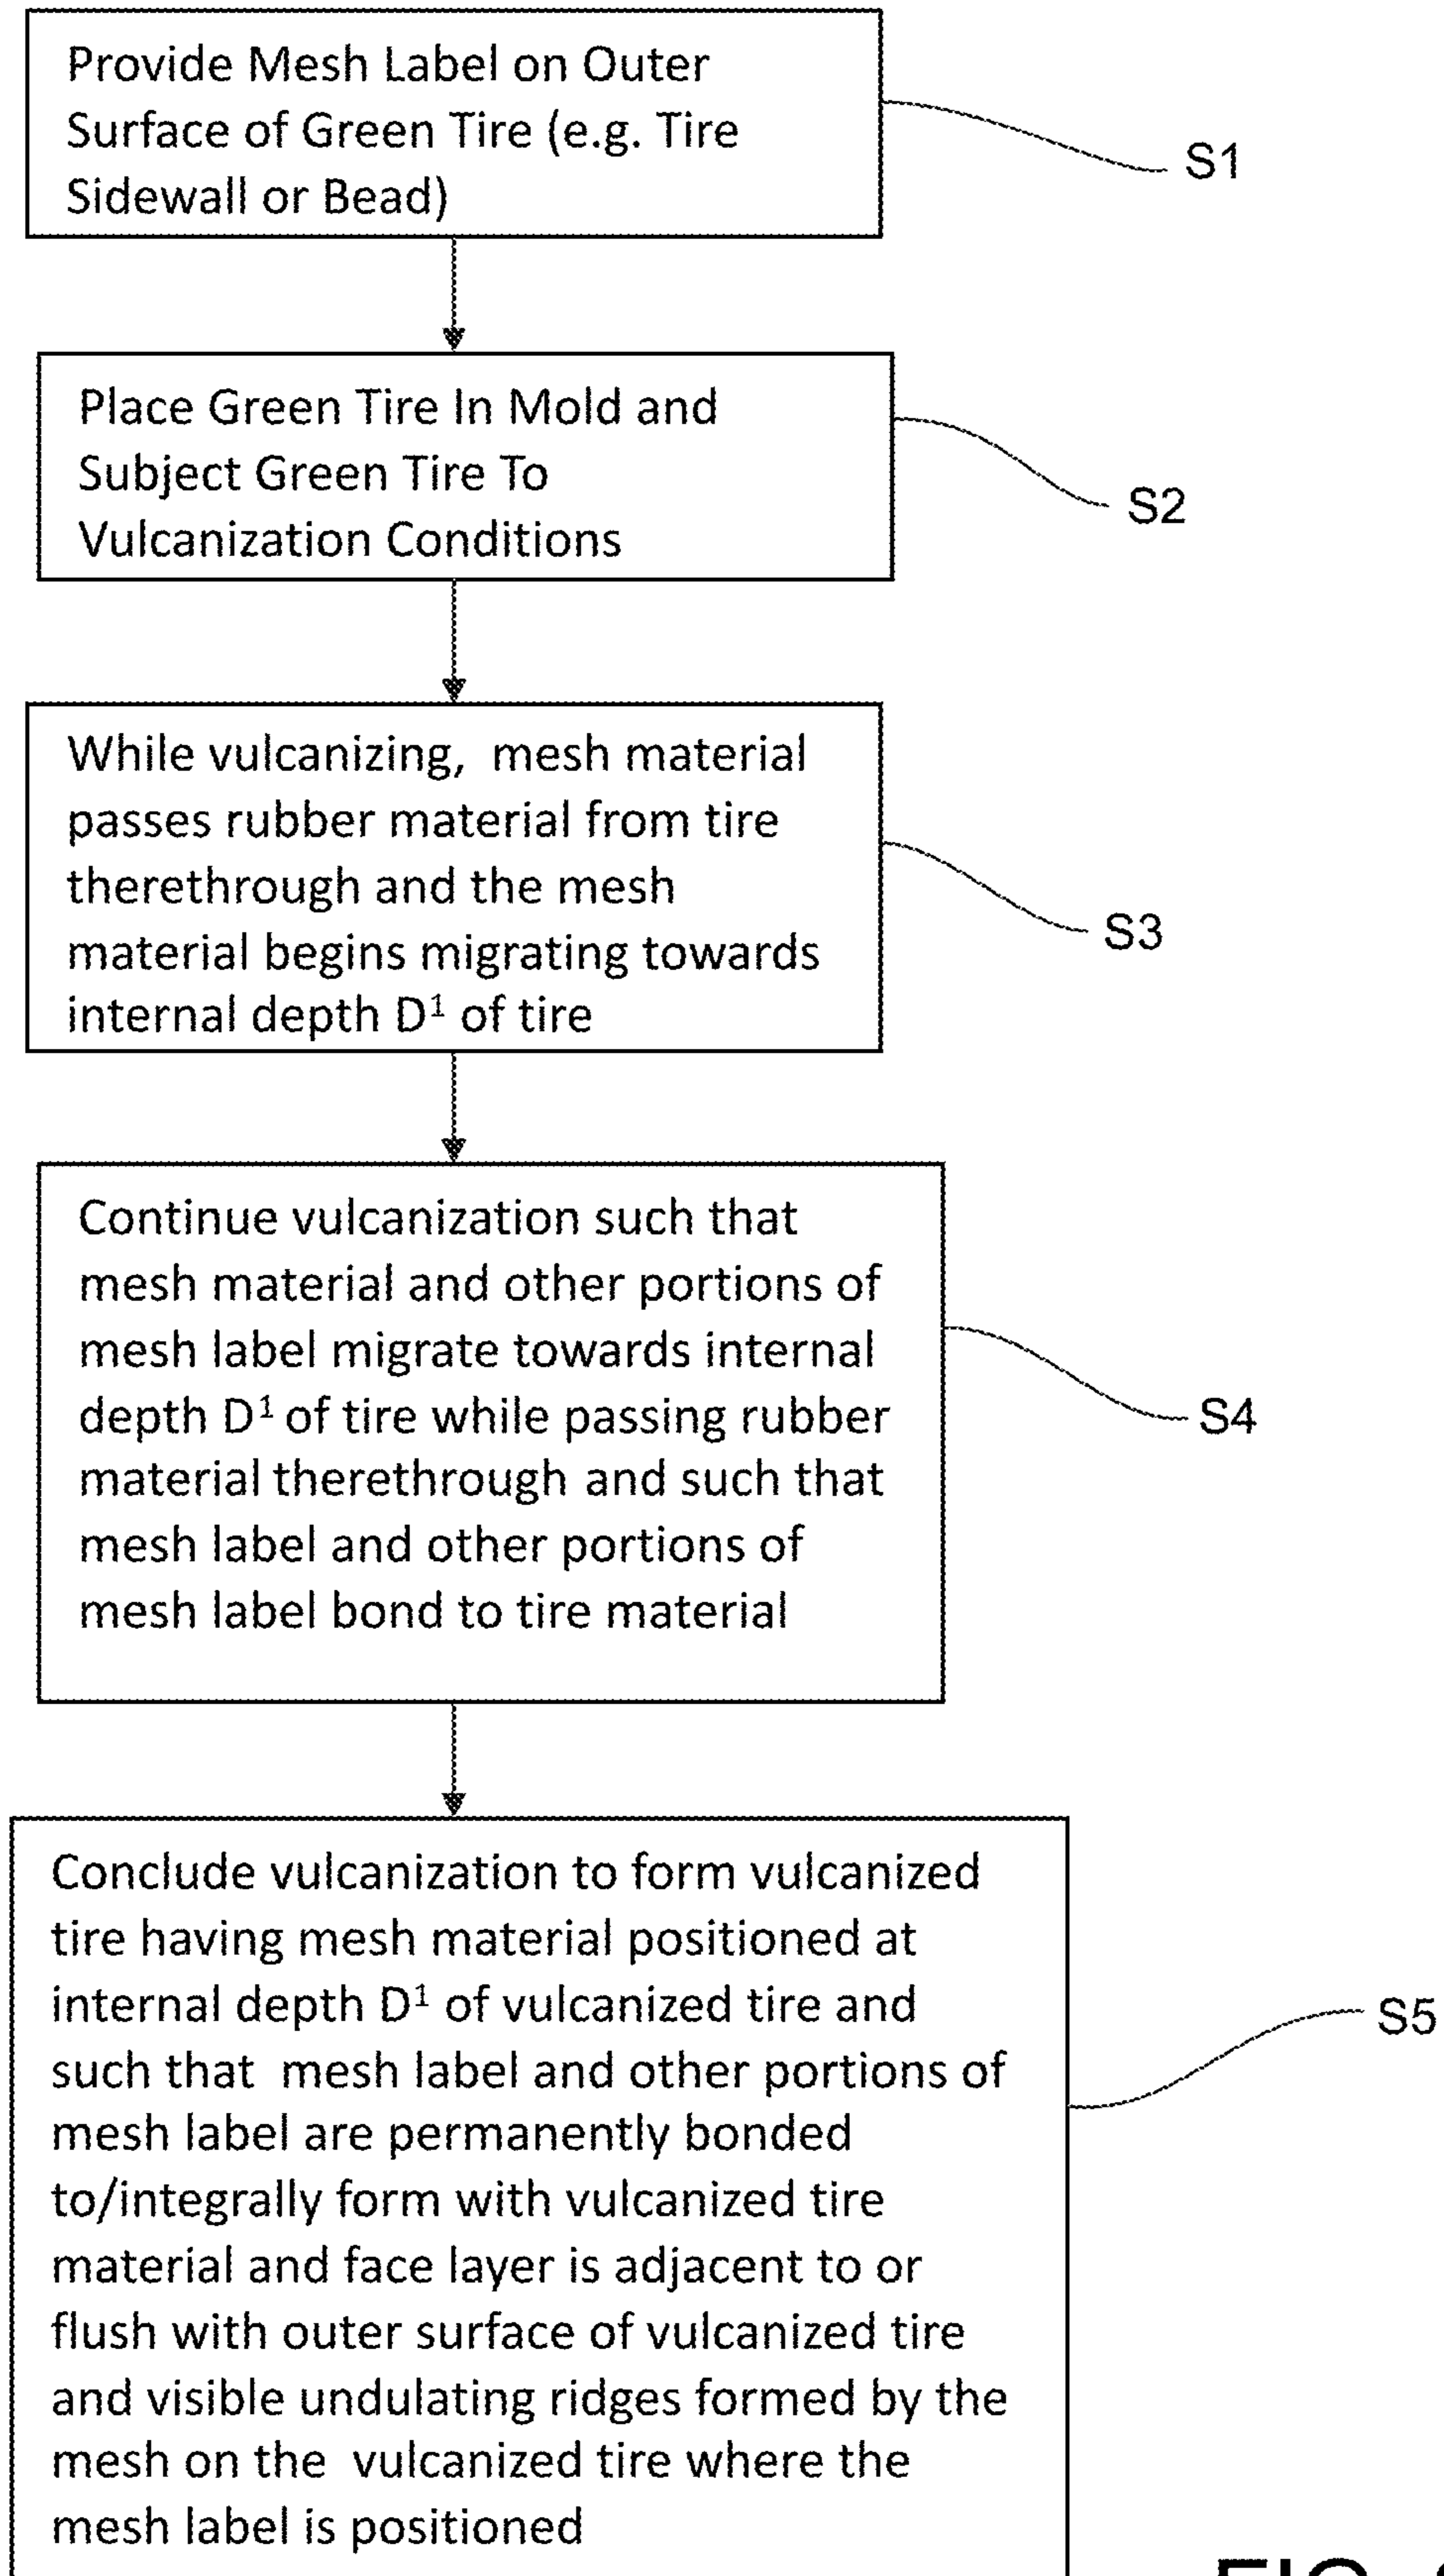 Provide Mesh Label on Outer
Surface of Green Tire (e.g. Tire
Sidewall or Bead)
S1
Place Green Tire In Mold and
Subject Green Tire To
Vulcanization Conditions
S2
While vulcanizing, mesh material
passes rubber material from tire
therethrough and the mesh
material begins migrating towards
internal depth D¹ of tire
S3
Continue vulcanization such that
mesh material and other portions of
mesh label migrate towards internal
depth D¹ of tire while passing rubber
material therethrough and such that
mesh label and other portions of
mesh label bond to tire material
S4
Conclude vulcanization to form vulcanized
tire having mesh material positioned at
internal depth D¹ of vulcanized tire and
such that mesh label and other portions of
mesh label are permanently bonded
to/integrally form with vulcanized tire
material and face layer is adjacent to or
flush with outer surface of vulcanized tire
and visible undulating ridges formed by the
mesh on the vulcanized tire where the
mesh label is positioned
S5